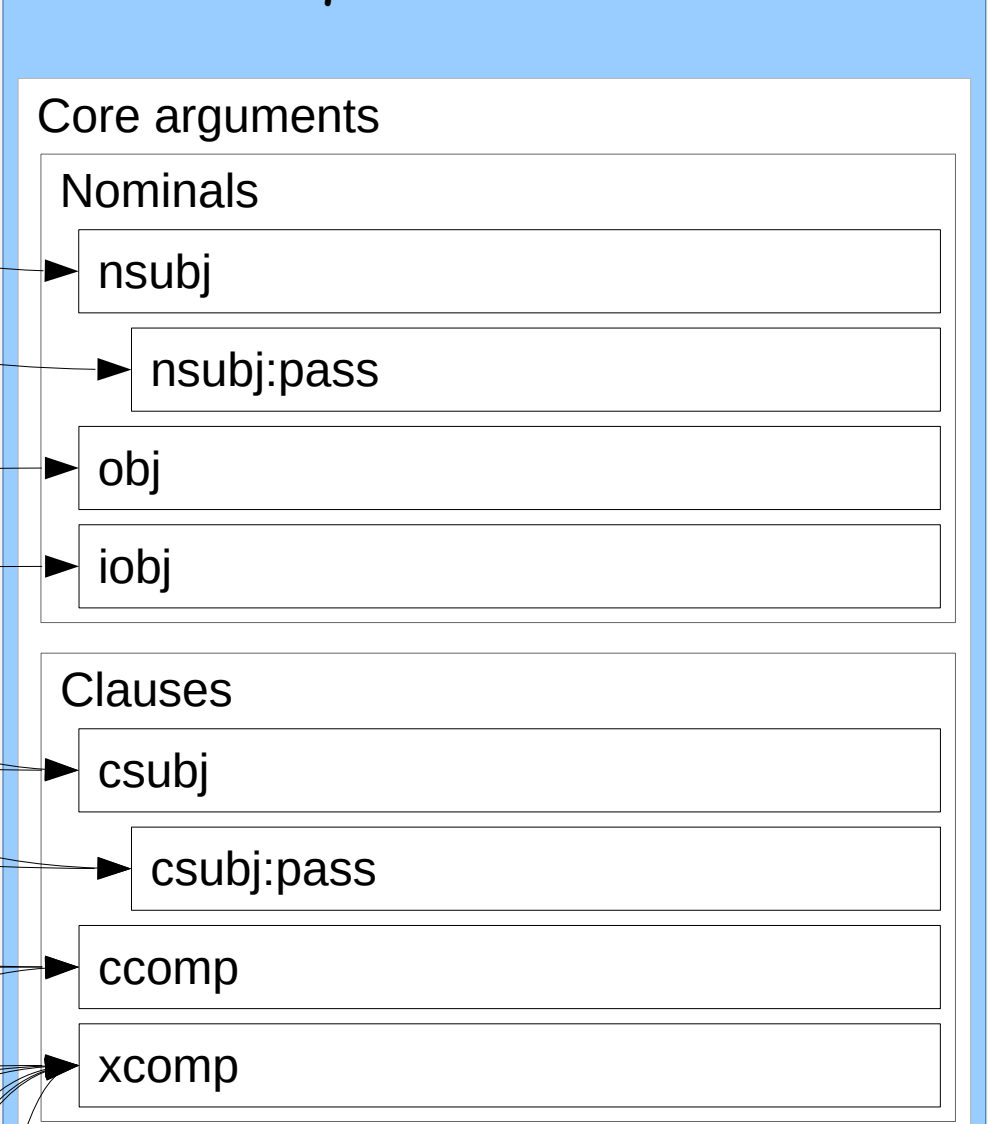 Core arguments
Nominals
nsubj
nsubj:pass
obj
iobj
Clauses
csubj
csubj:pass
ccomp
xcomp